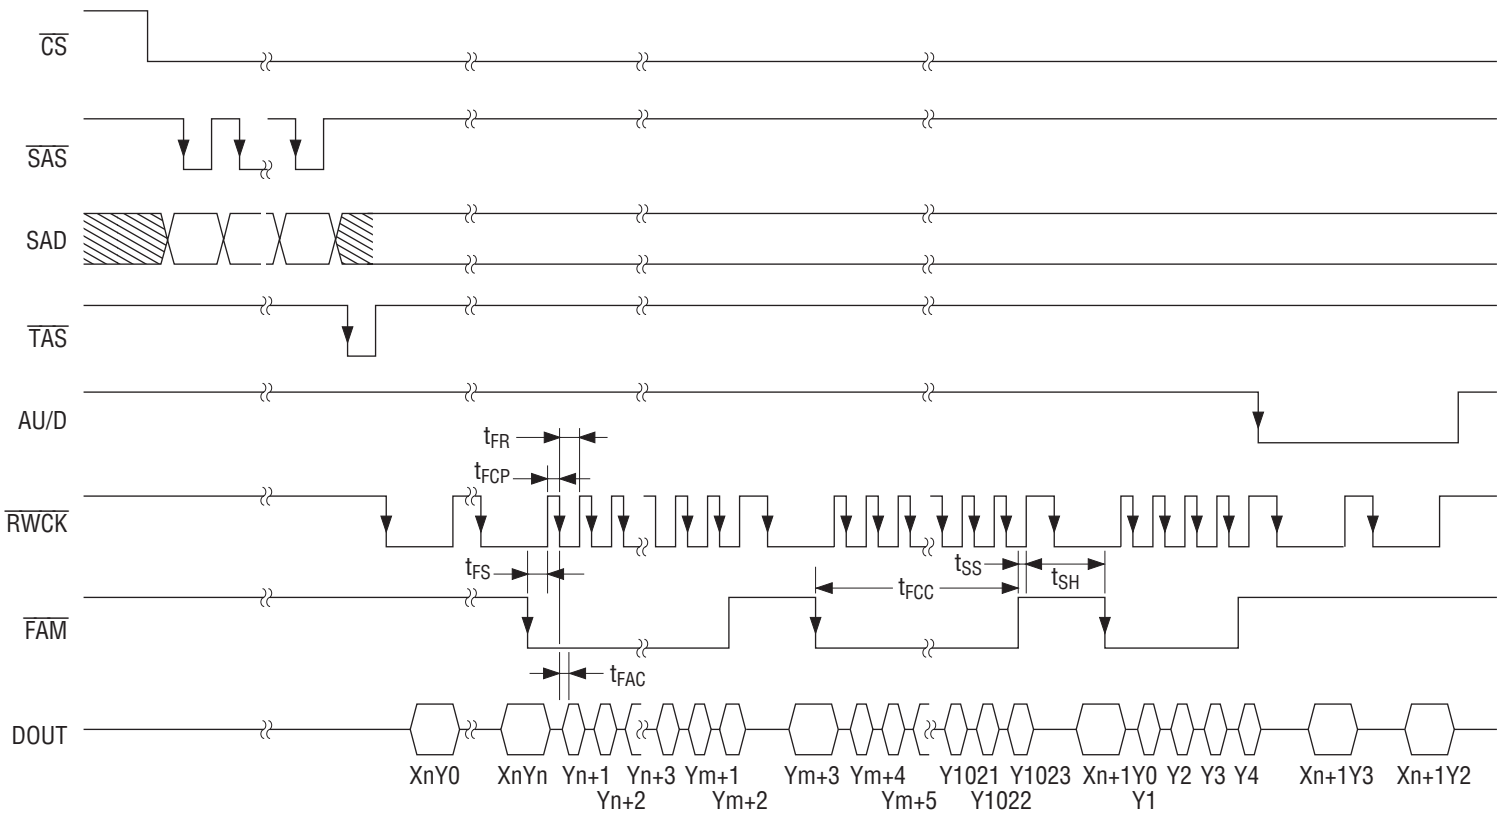 CS
SAS
SAD
TAS
AU/D
tFR
tFCP
RWCK
tFS
tSS
tSH
tFCC
FAM
tFAC
DOUT
XnY0 XnYn Yn+1 Yn+3 Ym+1 Ym+3 Ym+4 Y1021 Y1023 Xn+1Y0 Y2 Y3 Y4 Xn+1Y3 Xn+1Y2
Yn+2 Ym+2 Ym+5 Y1022 Y1